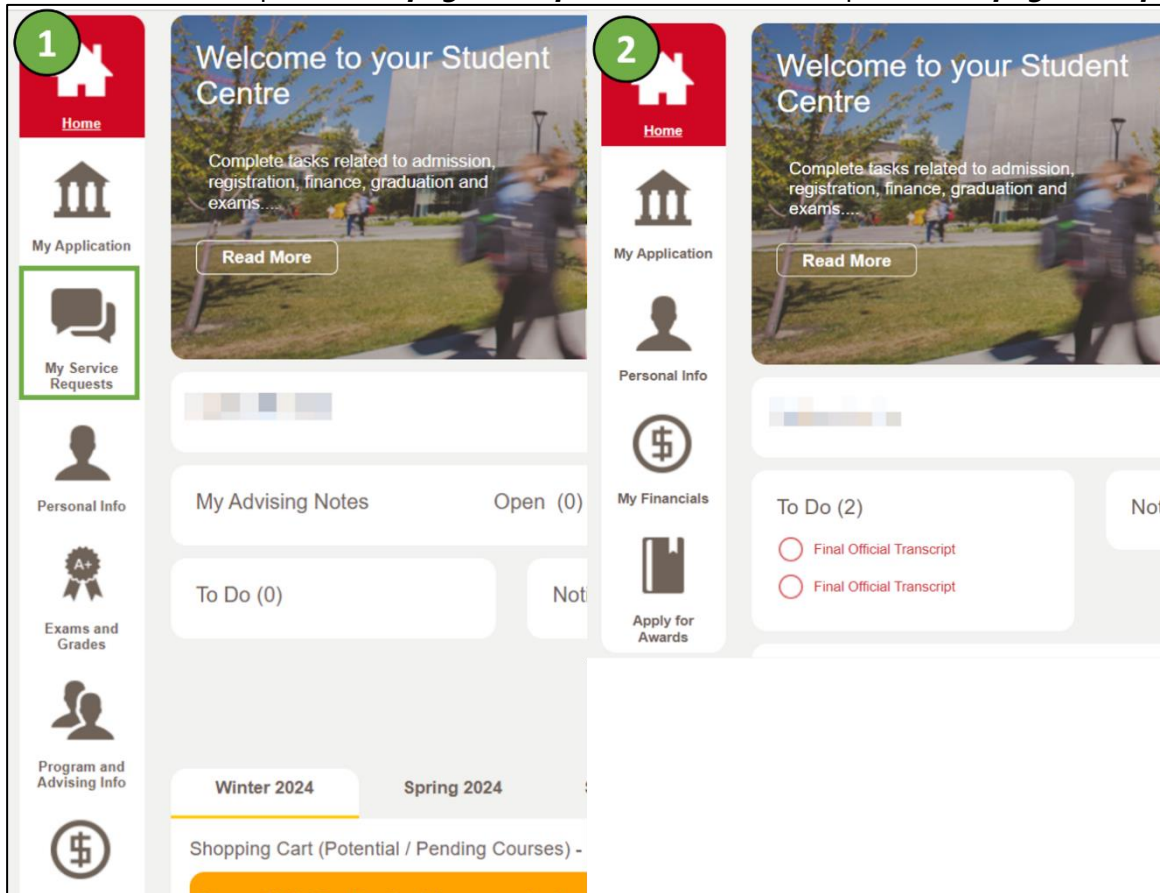 1
Home
My Application
My Service
Requests
Personal Info
Exams and
Grades
Program and
Advising Info
Welcome to your Student
Centre
Complete tasks related to admission,
registration, finance, graduation and
exams....
Read More
My Advising Notes Open (0)
To Do (0)
Winter 2024 Spring 2024
Shopping Cart (Potential / Pending Courses) -
2
Home
My Application
Personal Info
My Financials
Apply for
Awards
Welcome to your Student
Centre
Complete tasks related to admission,
registration, finance, graduation and
exams....
Read More
To Do (2)
Final Official Transcript
Final Official Transcript